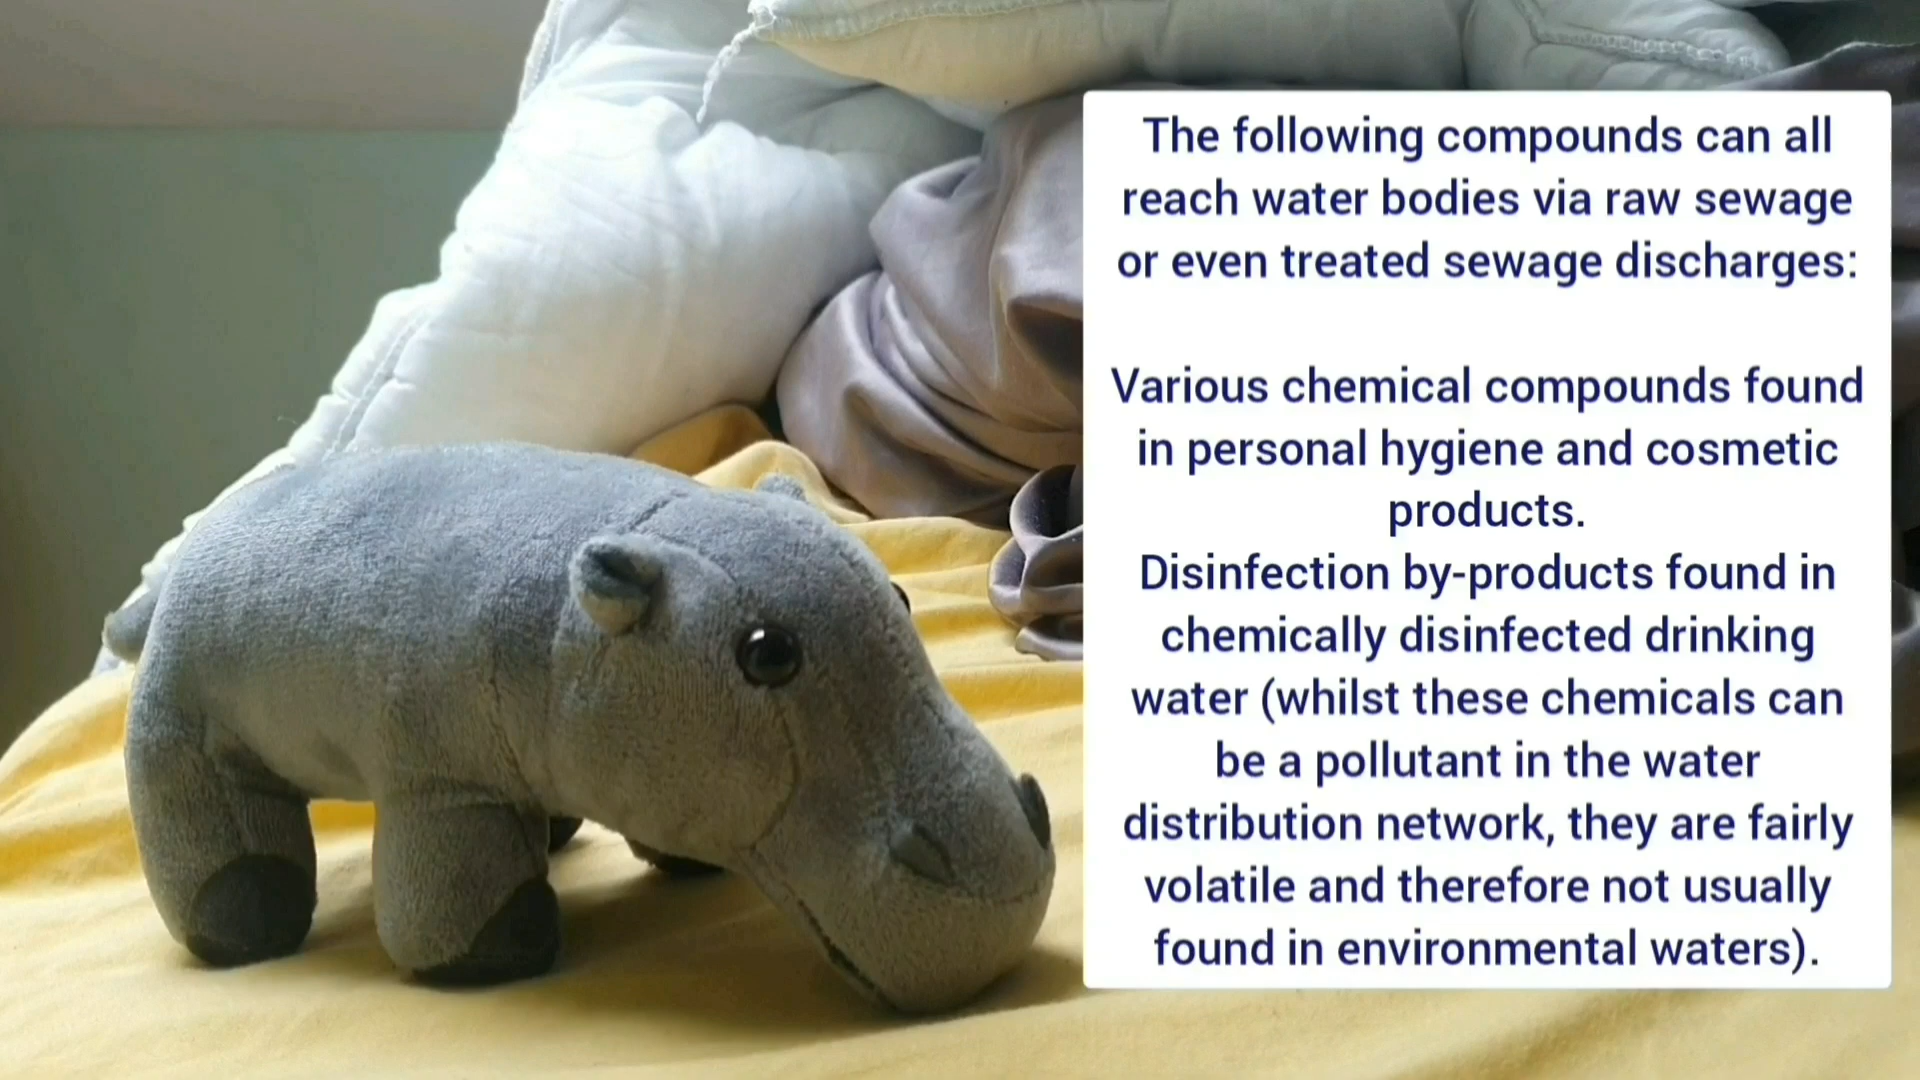 The following compounds can all
reach water bodies via raw sewage
or even treated sewage discharges:
Various chemical compounds found
in personal hygiene and cosmetic
products.
Disinfection by-products found in
chemically disinfected drinking
water (whilst these chemicals can
be a pollutant in the water
distribution network, they are fairly
volatile and therefore not usually
found in environmental waters).